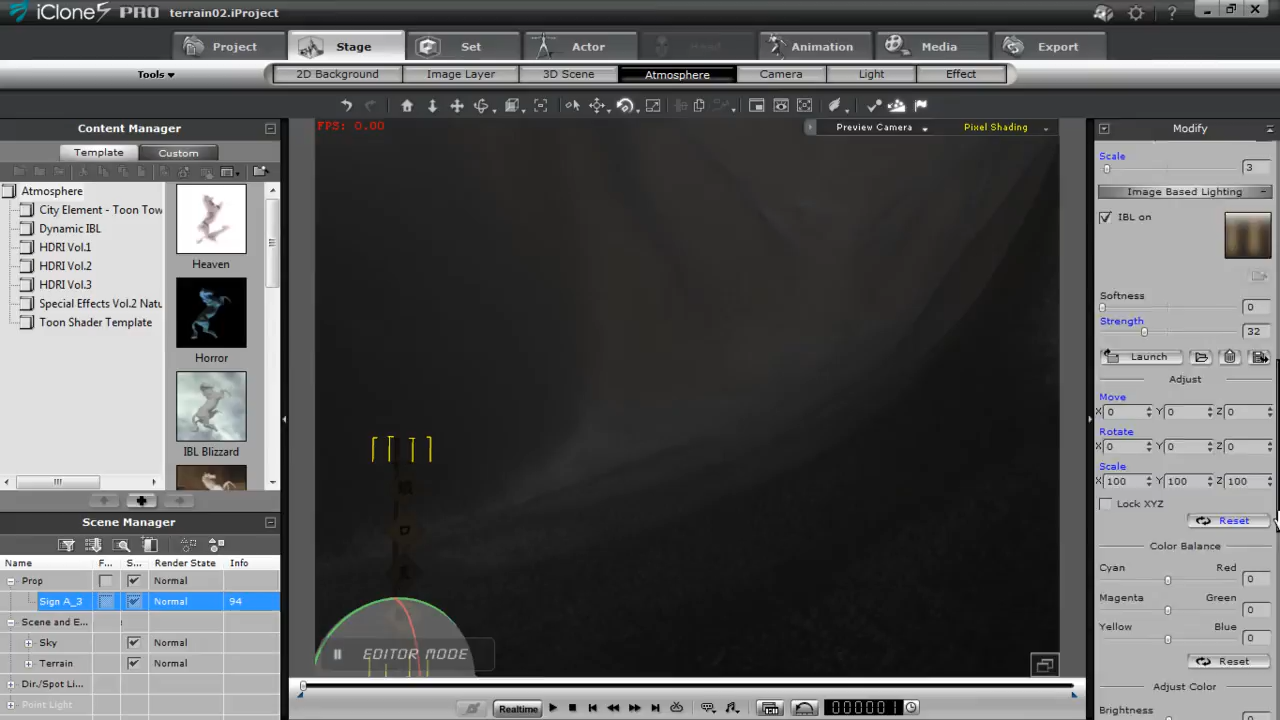 iClone5 PRO terrain02.iProject
Project Stage Set Actor Head Animation Media Export
Tools 2D Background Image Layer 3D Scene Atmosphere Camera Light Effect
Content Manager
Template Custom
Atmosphere
City Element - Toon Tow
Dynamic IBL
HDRI Vol.1
HDRI Vol.2
HDRI Vol.3
Special Effects Vol.2 Natu
Toon Shader Template
Heaven
Horror
IBL Blizzard
Scene Manager
Name F... S... Render State Info
Prop Normal
Sign A_3 Normal 94
Scene and E...
Sky Normal
Terrain Normal
Dir./Spot Li...
Point Light
FPS: 0.00
Preview Camera Pixel Shading
EDITOR MODE
Realtime 000000 1
Modify
Scale
3
Image Based Lighting
IBL on
Softness
0
Strength
32
Launch
Adjust
Move
X 0 Y 0 Z 0
Rotate
X 0 Y 0 Z 0
Scale
X 100 Y 100 Z 100
Lock XYZ
Reset
Color Balance
Cyan Red
0
Magenta Green
0
Yellow Blue
0
Reset
Adjust Color
Brightness